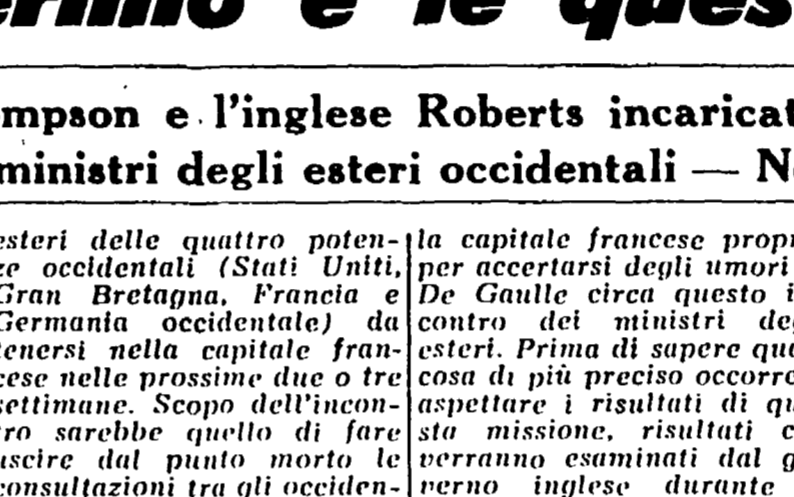 e le
mpson e l'inglese Roberts incaricat
ministri degli esteri occidentali — N
esteri delle quattro poten-
ze occidentali (Stati Uniti,
Gran Bretagna, Francia e
Germania occidentale) da
tenersi nella capitale fran-
cese nelle prossime due o tre
settimane. Scopo dell'incon-
tro sarebbe quello di fare
uscire dal punto morto le
consultazioni tra gli occiden-
la capitale francese propr
per accertarsi degli umori
De Gaulle circa questo i
contro dei ministri de
esteri. Prima di sapere qua
cosa di più preciso occorre
aspettare i risultati di qu
sta missione, risultati c
verranno esaminati dal g
verno inglese durante